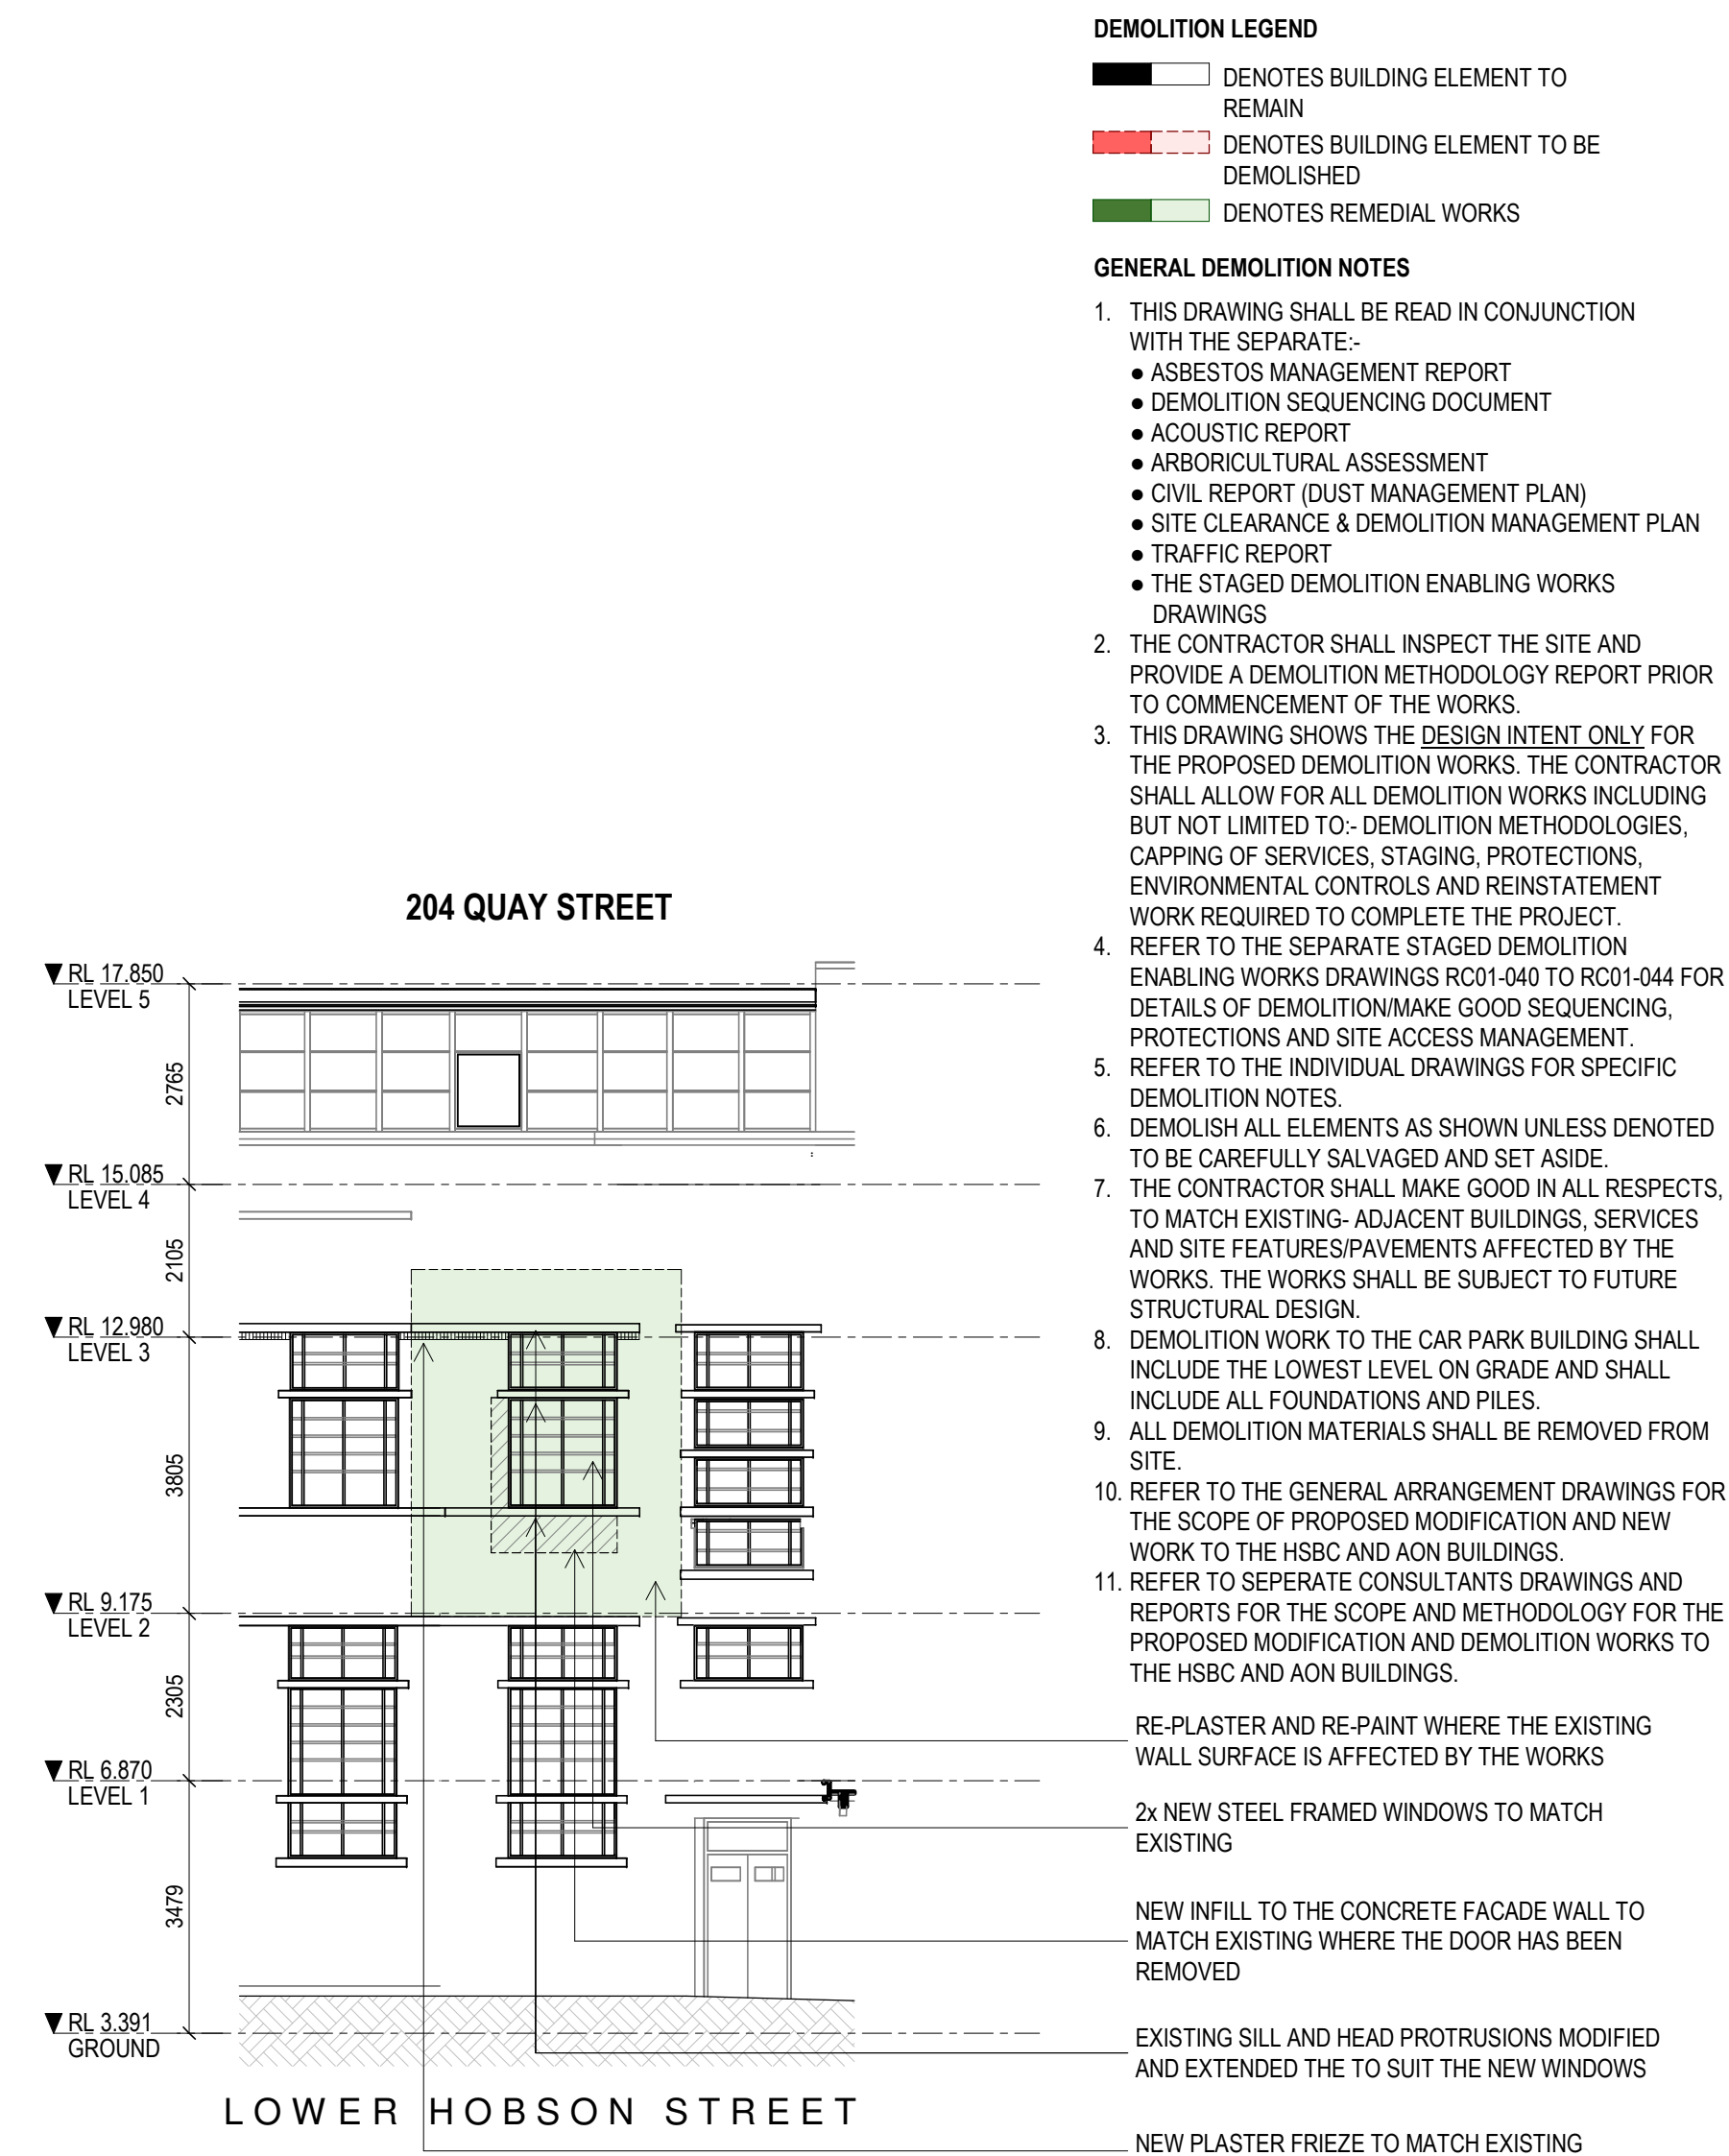 DEMOLITION LEGEND
DENOTES BUILDING ELEMENT TO
REMAIN
DENOTES BUILDING ELEMENT TO BE
DEMOLISHED
DENOTES REMEDIAL WORKS
GENERAL DEMOLITION NOTES
1. THIS DRAWING SHALL BE READ IN CONJUNCTION
WITH THE SEPARATE:-
● ASBESTOS MANAGEMENT REPORT
● DEMOLITION SEQUENCING DOCUMENT
● ACOUSTIC REPORT
● ARBORICULTURAL ASSESSMENT
● CIVIL REPORT (DUST MANAGEMENT PLAN)
● SITE CLEARANCE & DEMOLITION MANAGEMENT PLAN
● TRAFFIC REPORT
● THE STAGED DEMOLITION ENABLING WORKS
DRAWINGS
2. THE CONTRACTOR SHALL INSPECT THE SITE AND
PROVIDE A DEMOLITION METHODOLOGY REPORT PRIOR
TO COMMENCEMENT OF THE WORKS.
3. THIS DRAWING SHOWS THE DESIGN INTENT ONLY FOR
THE PROPOSED DEMOLITION WORKS. THE CONTRACTOR
SHALL ALLOW FOR ALL DEMOLITION WORKS INCLUDING
BUT NOT LIMITED TO:- DEMOLITION METHODOLOGIES,
CAPPING OF SERVICES, STAGING, PROTECTIONS,
ENVIRONMENTAL CONTROLS AND REINSTATEMENT
WORK REQUIRED TO COMPLETE THE PROJECT.
4. REFER TO THE SEPARATE STAGED DEMOLITION
ENABLING WORKS DRAWINGS RC01-040 TO RC01-044 FOR
DETAILS OF DEMOLITION/MAKE GOOD SEQUENCING,
PROTECTIONS AND SITE ACCESS MANAGEMENT.
5. REFER TO THE INDIVIDUAL DRAWINGS FOR SPECIFIC
DEMOLITION NOTES.
6. DEMOLISH ALL ELEMENTS AS SHOWN UNLESS DENOTED
TO BE CAREFULLY SALVAGED AND SET ASIDE.
7. THE CONTRACTOR SHALL MAKE GOOD IN ALL RESPECTS,
TO MATCH EXISTING- ADJACENT BUILDINGS, SERVICES
AND SITE FEATURES/PAVEMENTS AFFECTED BY THE
WORKS. THE WORKS SHALL BE SUBJECT TO FUTURE
STRUCTURAL DESIGN.
8. DEMOLITION WORK TO THE CAR PARK BUILDING SHALL
INCLUDE THE LOWEST LEVEL ON GRADE AND SHALL
INCLUDE ALL FOUNDATIONS AND PILES.
9. ALL DEMOLITION MATERIALS SHALL BE REMOVED FROM
SITE.
10. REFER TO THE GENERAL ARRANGEMENT DRAWINGS FOR
THE SCOPE OF PROPOSED MODIFICATION AND NEW
WORK TO THE HSBC AND AON BUILDINGS.
11. REFER TO SEPERATE CONSULTANTS DRAWINGS AND
REPORTS FOR THE SCOPE AND METHODOLOGY FOR THE
PROPOSED MODIFICATION AND DEMOLITION WORKS TO
THE HSBC AND AON BUILDINGS.
RE-PLASTER AND RE-PAINT WHERE THE EXISTING
WALL SURFACE IS AFFECTED BY THE WORKS
2x NEW STEEL FRAMED WINDOWS TO MATCH
EXISTING
NEW INFILL TO THE CONCRETE FACADE WALL TO
MATCH EXISTING WHERE THE DOOR HAS BEEN
REMOVED
EXISTING SILL AND HEAD PROTRUSIONS MODIFIED
AND EXTENDED THE TO SUIT THE NEW WINDOWS
NEW PLASTER FRIEZE TO MATCH EXISTING
204 QUAY STREET
RL 17.850
LEVEL 5
2765
RL 15.085
LEVEL 4
2105
RL 12.980
LEVEL 3
3805
RL 9.175
LEVEL 2
2305
RL 6.870
LEVEL 1
3479
RL 3.391
GROUND
LOWER HOBSON STREET